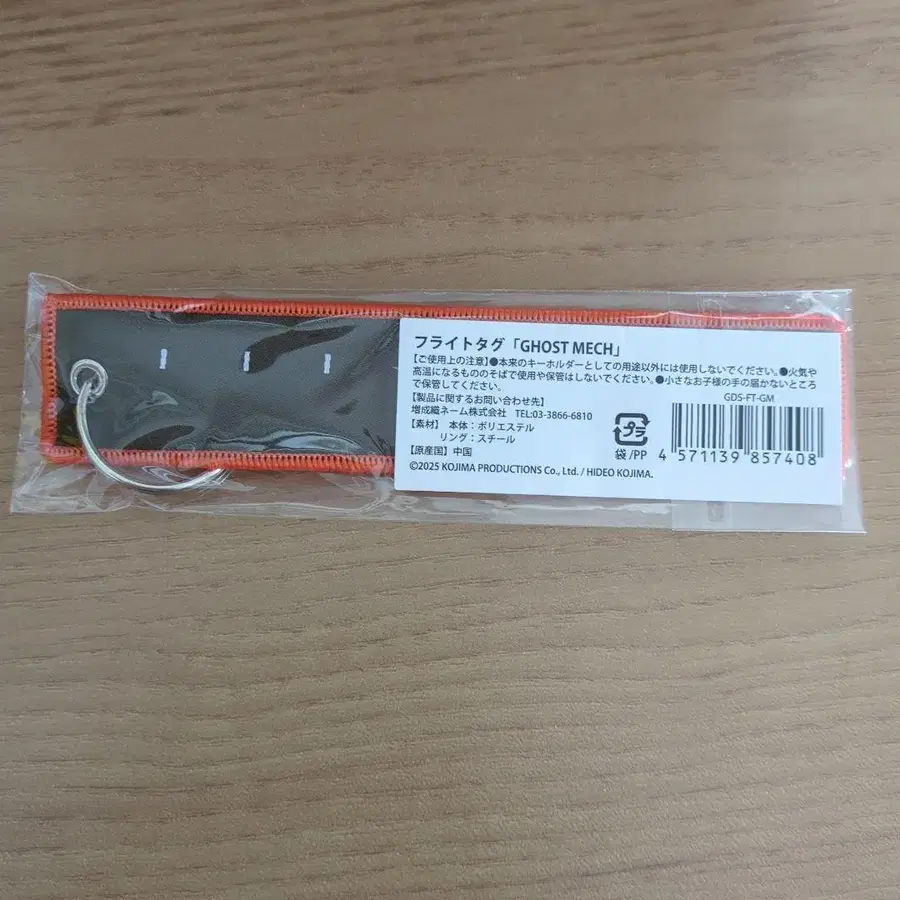 フライトタグ「GHOST MECH」
【ご使用上の注意】●本来のキーホルダーとしての用途以外には使用しないでください。●火気や
高温になるもののそばで使用や保管はしないでください。●小さなお子様の手の届かないところ
で保管してください。
GDS-FT-GM
【製品に関するお問い合わせ先】
増成織ネーム株式会社 TEL:03-3866-6810
【素材】 本体：ポリエステル
リング：スチール
【原産国】中国
プラ
袋/PP
4 571139 857408
©2025 KOJIMA PRODUCTIONS Co., Ltd. / HIDEO KOJIMA.